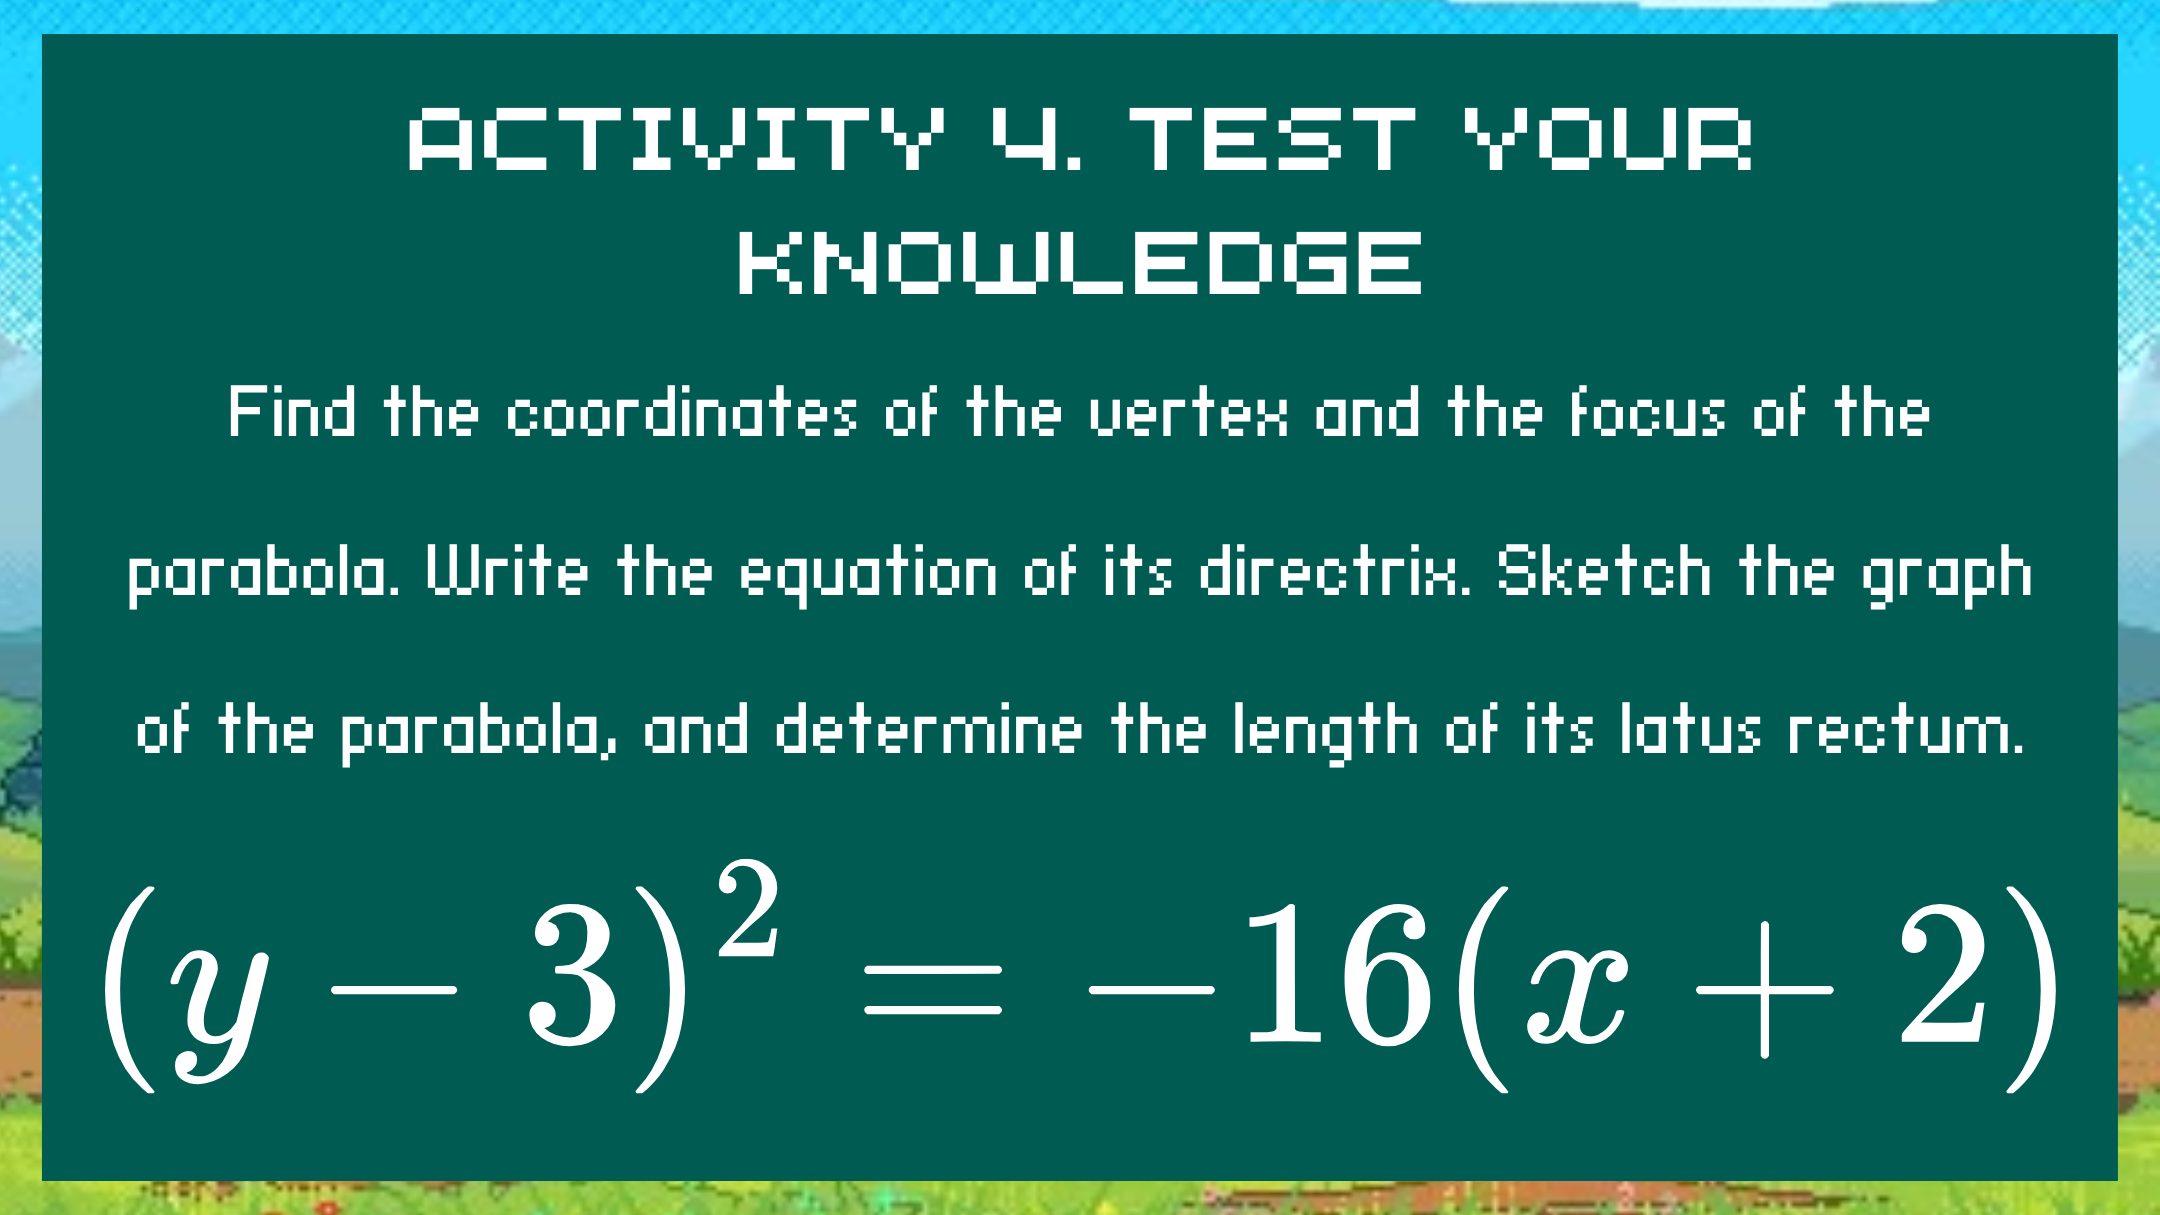 ACTIVITY 4. TEST YOUR
KNOWLEDGE
Find the coordinates of the vertex and the focus of the
parabola. Write the equation of its directrix. Sketch the graph
of the parabola, and determine the length of its latus rectum.
(y − 3)² = −16(x + 2)